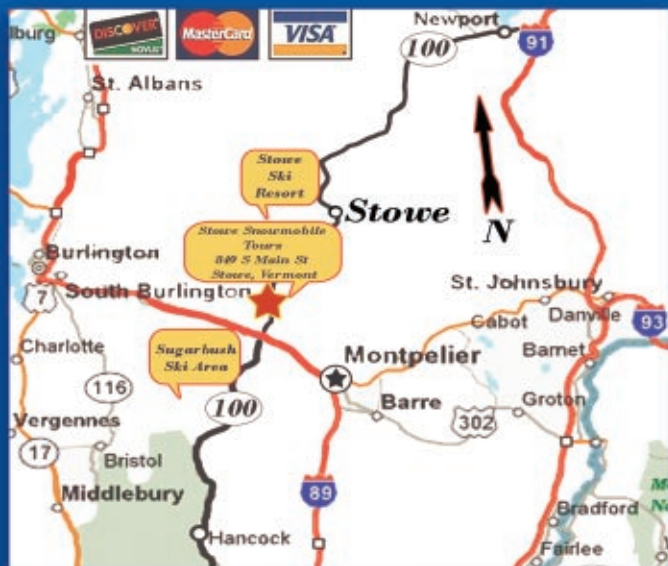 DISCOVER
NOVUS
MasterCard
VISA
Newport
100
91
St. Albans
Stowe
Ski
Resort
Stowe
N
Stowe Snowmobile
Tours
849 S Main St
Stowe, Vermont
Burlington
7
South Burlington
St. Johnsbury
Cabot
Danville
93
Charlotte
Sugarbush
Ski Area
Montpelier
Barnet
116
100
Barre
302
Groton
Vergennes
17
Bristol
Middlebury
89
Hancock
Bradford
Fairlee